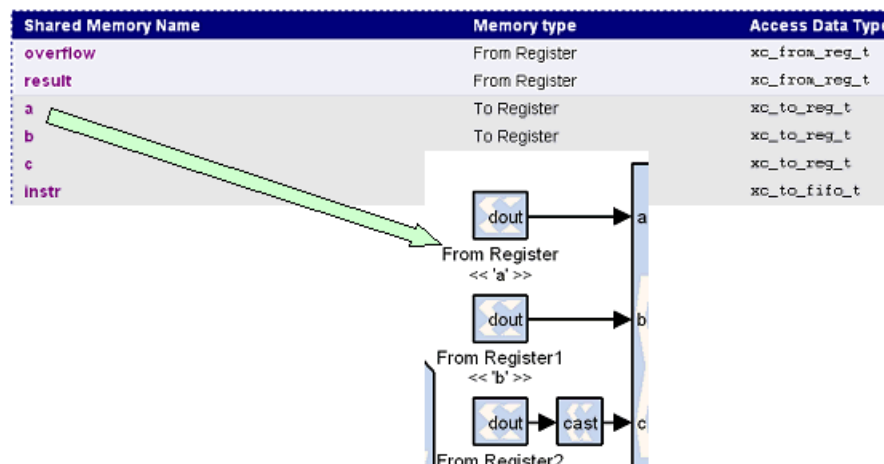 Shared Memory Name Memory type Access Data Type
overflow From Register xc_from_reg_t
result From Register xc_from_reg_t
a To Register xc_to_reg_t
b To Register xc_to_reg_t
c xc_to_reg_t
instr xc_to_fifo_t
dout a
From Register
<< 'a' >>
dout b
From Register1
<< 'b' >>
dout cast c
From Register2